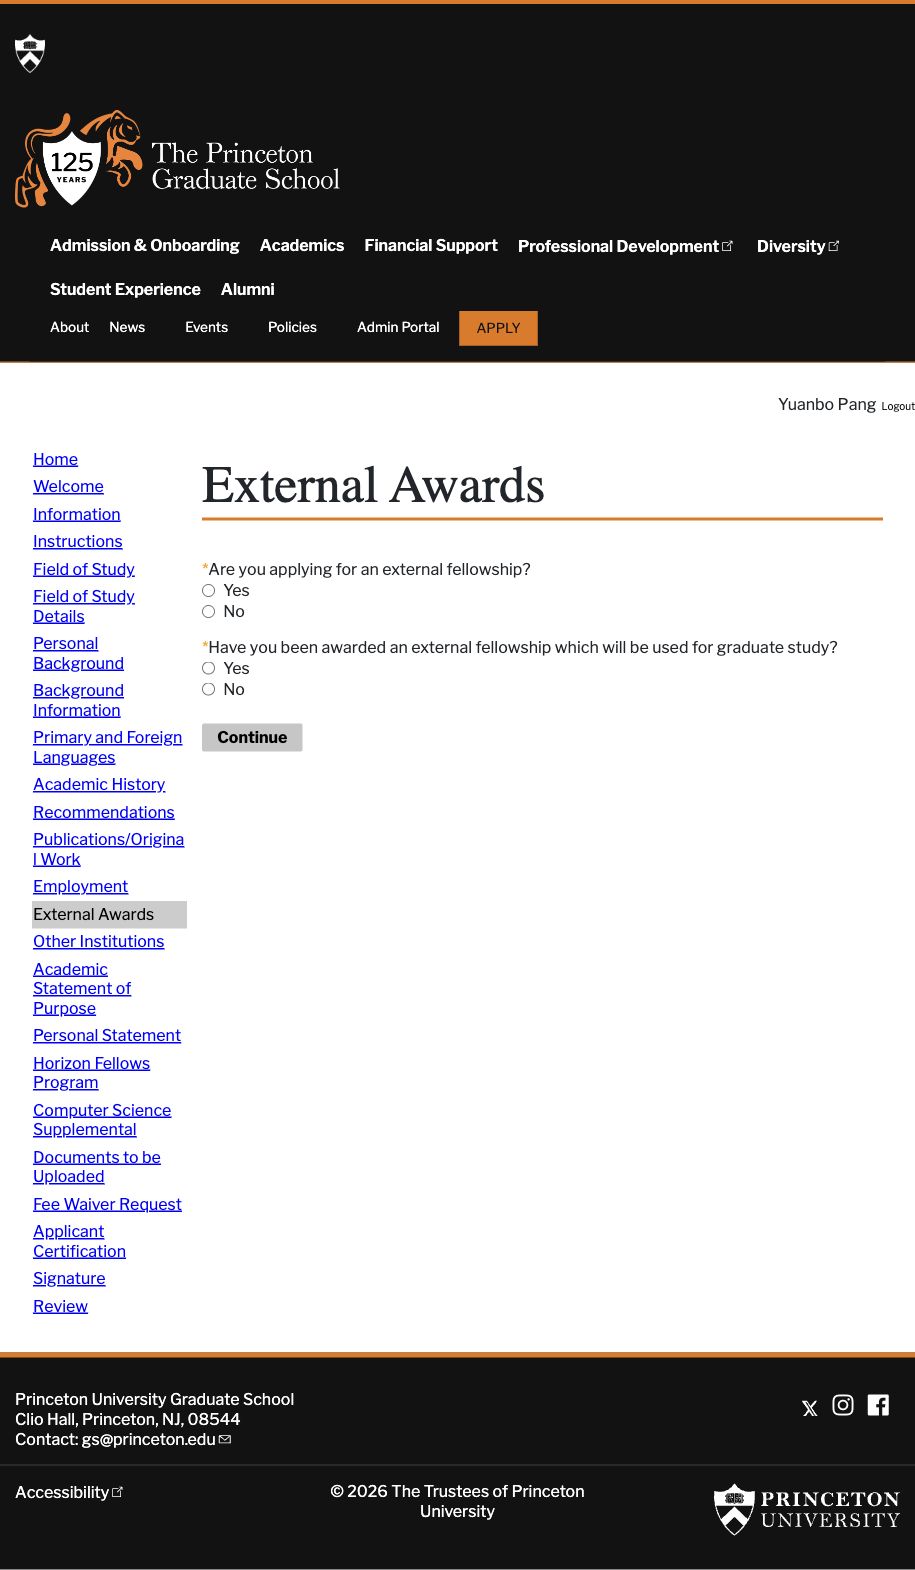 125
YEARS
The Princeton
Graduate School
Admission & Onboarding Academics Financial Support Professional Development Diversity
Student Experience Alumni
About News Events Policies Admin Portal APPLY
Yuanbo Pang Logout
Home
Welcome
Information
Instructions
Field of Study
Field of Study
Details
Personal
Background
Background
Information
Primary and Foreign
Languages
Academic History
Recommendations
Publications/Origina
l Work
Employment
External Awards
Other Institutions
Academic
Statement of
Purpose
Personal Statement
Horizon Fellows
Program
Computer Science
Supplemental
Documents to be
Uploaded
Fee Waiver Request
Applicant
Certification
Signature
Review
External Awards
*Are you applying for an external fellowship?
Yes
No
*Have you been awarded an external fellowship which will be used for graduate study?
Yes
No
Continue
Princeton University Graduate School
Clio Hall, Princeton, NJ, 08544
Contact: gs@princeton.edu
Accessibility
© 2026 The Trustees of Princeton
University
PRINCETON
UNIVERSITY